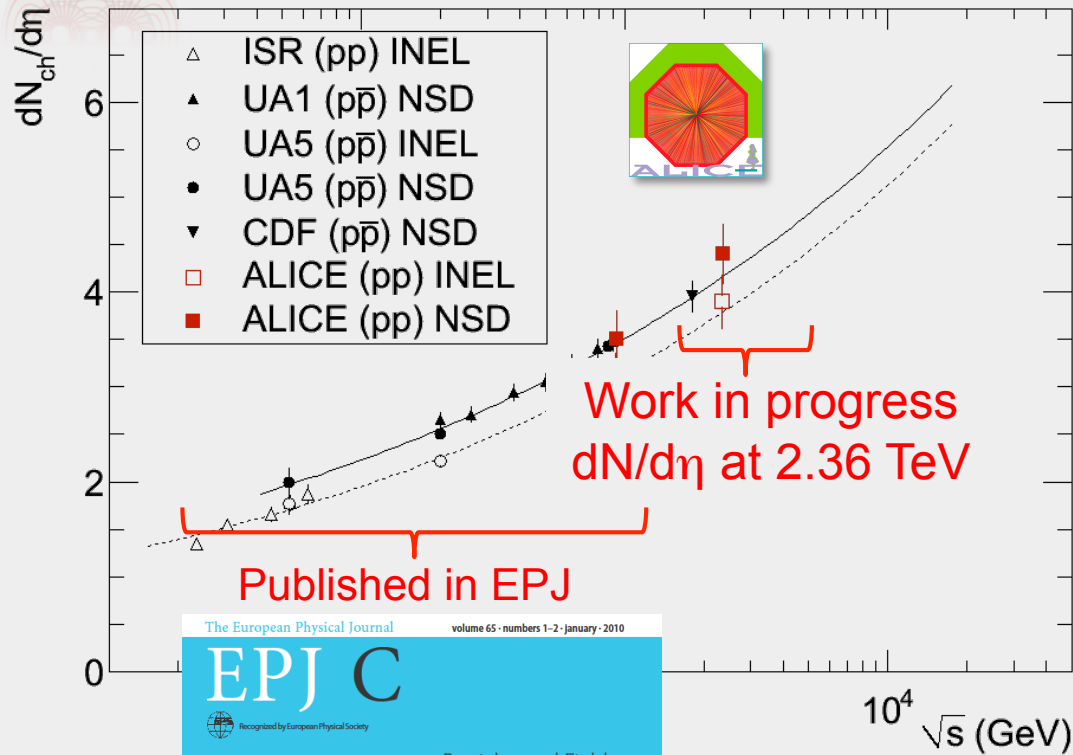 dN_ch/dη
6
4
2
0
△ ISR (pp) INEL
▲ UA1 (pp̅) NSD
○ UA5 (pp̅) INEL
● UA5 (pp̅) NSD
▼ CDF (pp̅) NSD
□ ALICE (pp) INEL
■ ALICE (pp) NSD
ALICE
Work in progress
dN/dη at 2.36 TeV
Published in EPJ
The European Physical Journal volume 65 · numbers 1–2 · january · 2010
EPJ C
Recognized by European Physical Society
10⁴
√s (GeV)